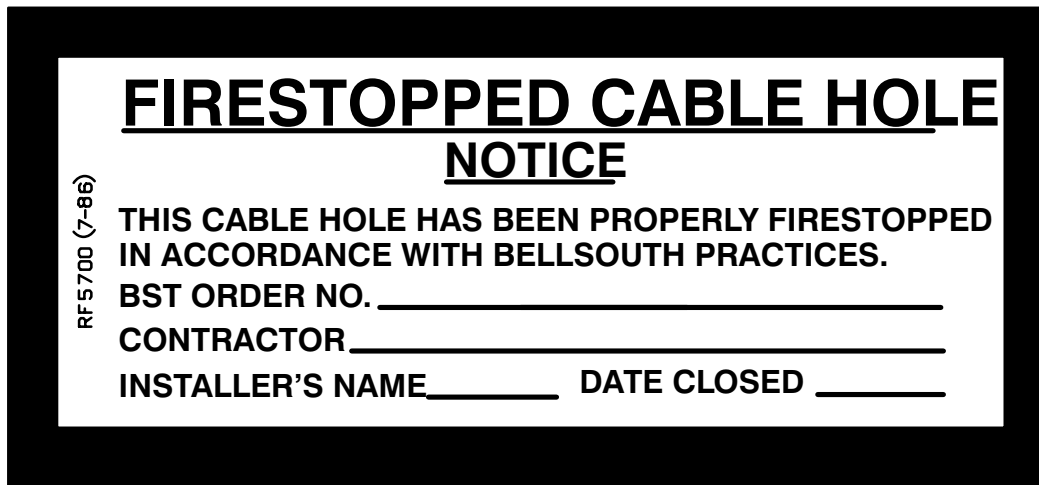 FIRESTOPPED CABLE HOLE
NOTICE
RF5700 (7-86)
THIS CABLE HOLE HAS BEEN PROPERLY FIRESTOPPED
IN ACCORDANCE WITH BELLSOUTH PRACTICES.
BST ORDER NO.
CONTRACTOR
INSTALLER’S NAME DATE CLOSED